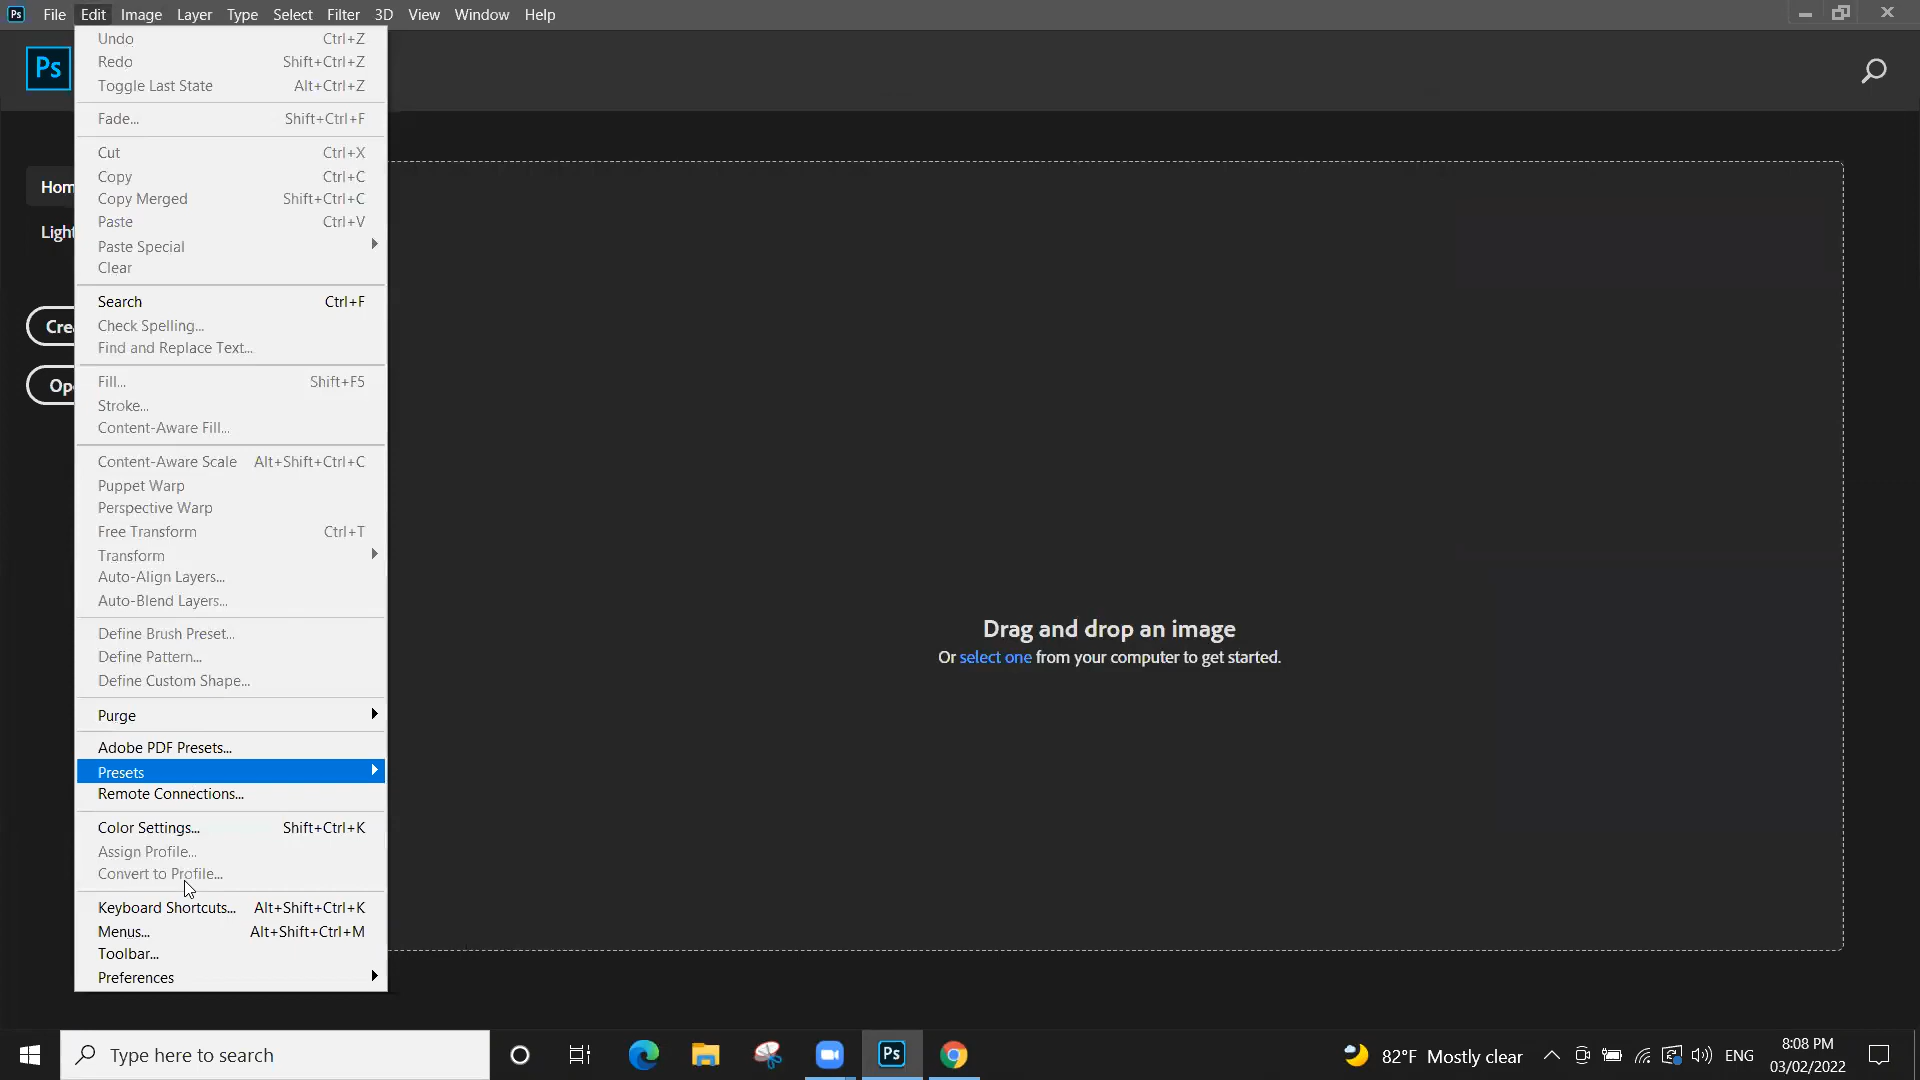 Ps File Edit Image Layer Type Select Filter 3D View Window Help
Ps
Undo Ctrl+Z
Redo Shift+Ctrl+Z
Toggle Last State Alt+Ctrl+Z
Fade... Shift+Ctrl+F
Cut Ctrl+X
Copy Ctrl+C
Copy Merged Shift+Ctrl+C
Paste Ctrl+V
Paste Special
Clear
Search Ctrl+F
Check Spelling...
Find and Replace Text...
Fill... Shift+F5
Stroke...
Content-Aware Fill...
Content-Aware Scale Alt+Shift+Ctrl+C
Puppet Warp
Perspective Warp
Free Transform Ctrl+T
Transform
Auto-Align Layers...
Auto-Blend Layers...
Define Brush Preset...
Define Pattern...
Define Custom Shape...
Purge
Adobe PDF Presets...
Presets
Remote Connections...
Color Settings... Shift+Ctrl+K
Assign Profile...
Convert to Profile...
Keyboard Shortcuts... Alt+Shift+Ctrl+K
Menus... Alt+Shift+Ctrl+M
Toolbar...
Preferences
Hom
Light
Cre
Op
Drag and drop an image
Or select one from your computer to get started.
Type here to search
Ps
82°F Mostly clear
ENG
8:08 PM
03/02/2022